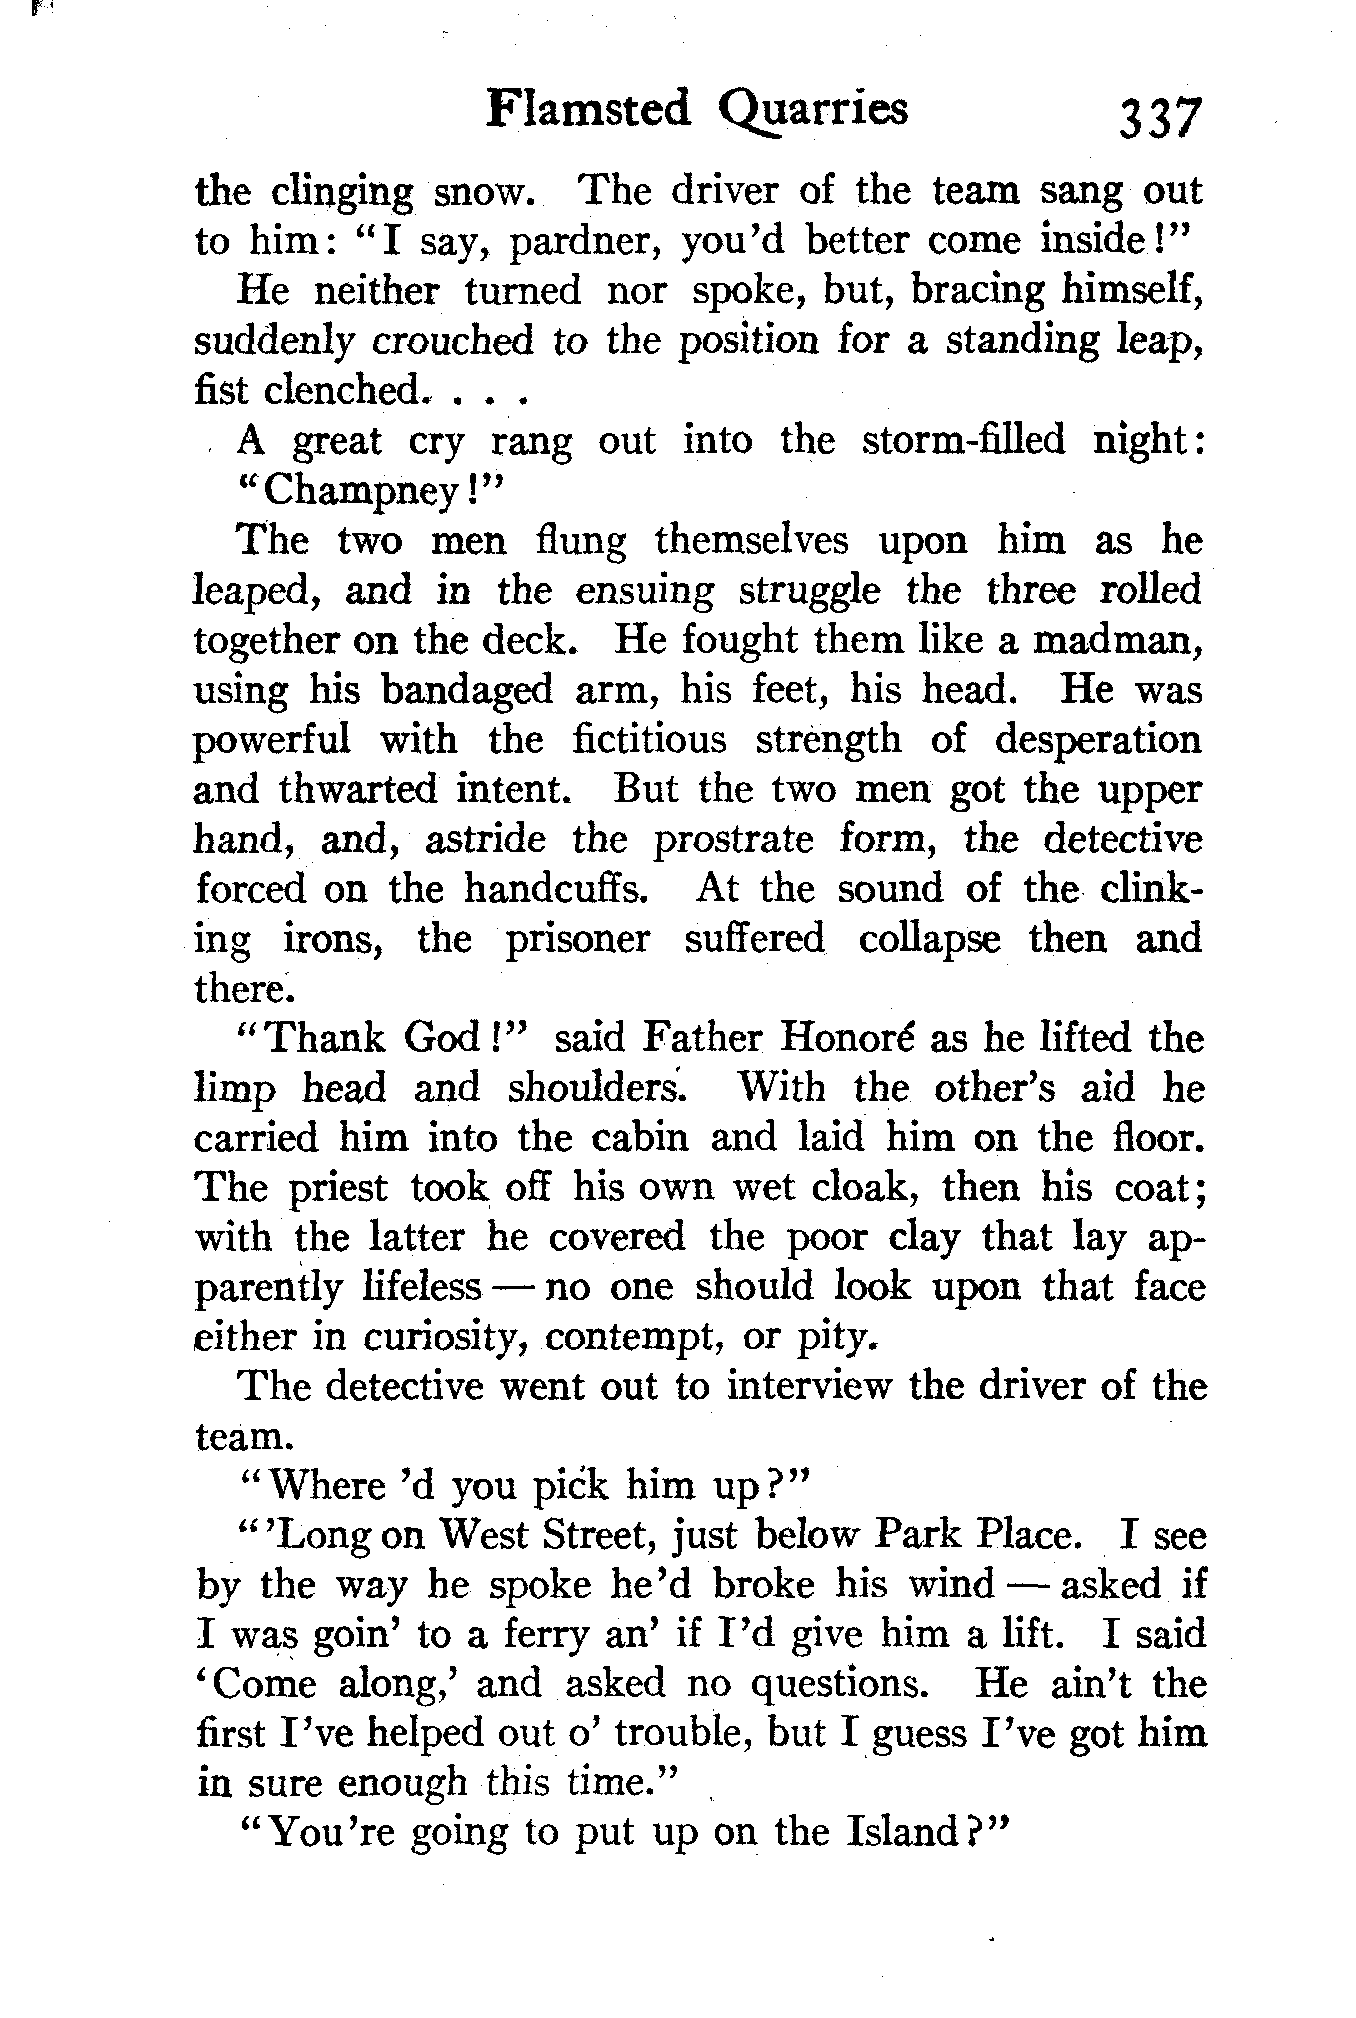 Flamsted Quarries 337
the clinging snow. The driver of the team sang out
to him: "I say, pardner, you'd better come inside!"
He neither turned nor spoke, but, bracing himself,
suddenly crouched to the position for a standing leap,
fist clenched. . . .
A great cry rang out into the storm-filled night:
"Champney!"
The two men flung themselves upon him as he
leaped, and in the ensuing struggle the three rolled
together on the deck. He fought them like a madman,
using his bandaged arm, his feet, his head. He was
powerful with the fictitious strength of desperation
and thwarted intent. But the two men got the upper
hand, and, astride the prostrate form, the detective
forced on the handcuffs. At the sound of the clink-
ing irons, the prisoner suffered collapse then and
there.
"Thank God!" said Father Honoré as he lifted the
limp head and shoulders. With the other's aid he
carried him into the cabin and laid him on the floor.
The priest took off his own wet cloak, then his coat;
with the latter he covered the poor clay that lay ap-
parently lifeless — no one should look upon that face
either in curiosity, contempt, or pity.
The detective went out to interview the driver of the
team.
"Where 'd you pick him up?"
"'Long on West Street, just below Park Place. I see
by the way he spoke he'd broke his wind — asked if
I was goin' to a ferry an' if I'd give him a lift. I said
'Come along,' and asked no questions. He ain't the
first I've helped out o' trouble, but I guess I've got him
in sure enough this time."
"You're going to put up on the Island?"